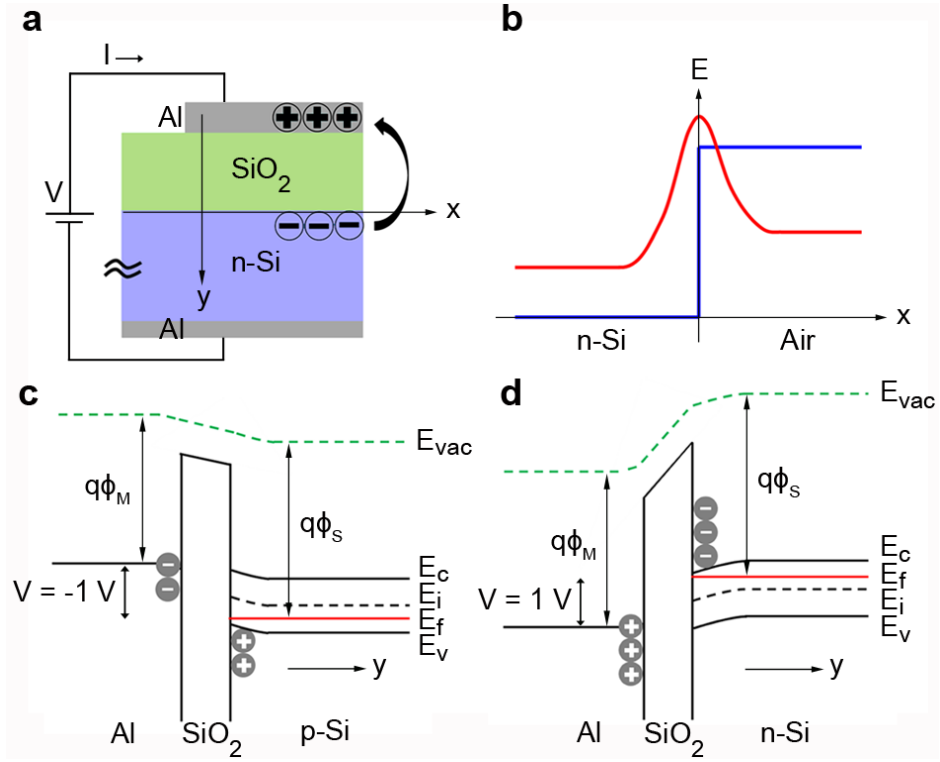 a
I
Al
SiO2
V
x
n-Si
y
Al
b
E
x
n-Si
Air
c
Evac
qϕM
qϕS
V = -1 V
Ec
Ei
Ef
Ev
y
Al
SiO2
p-Si
d
Evac
qϕS
qϕM
V = 1 V
Ec
Ef
Ei
Ev
y
Al
SiO2
n-Si